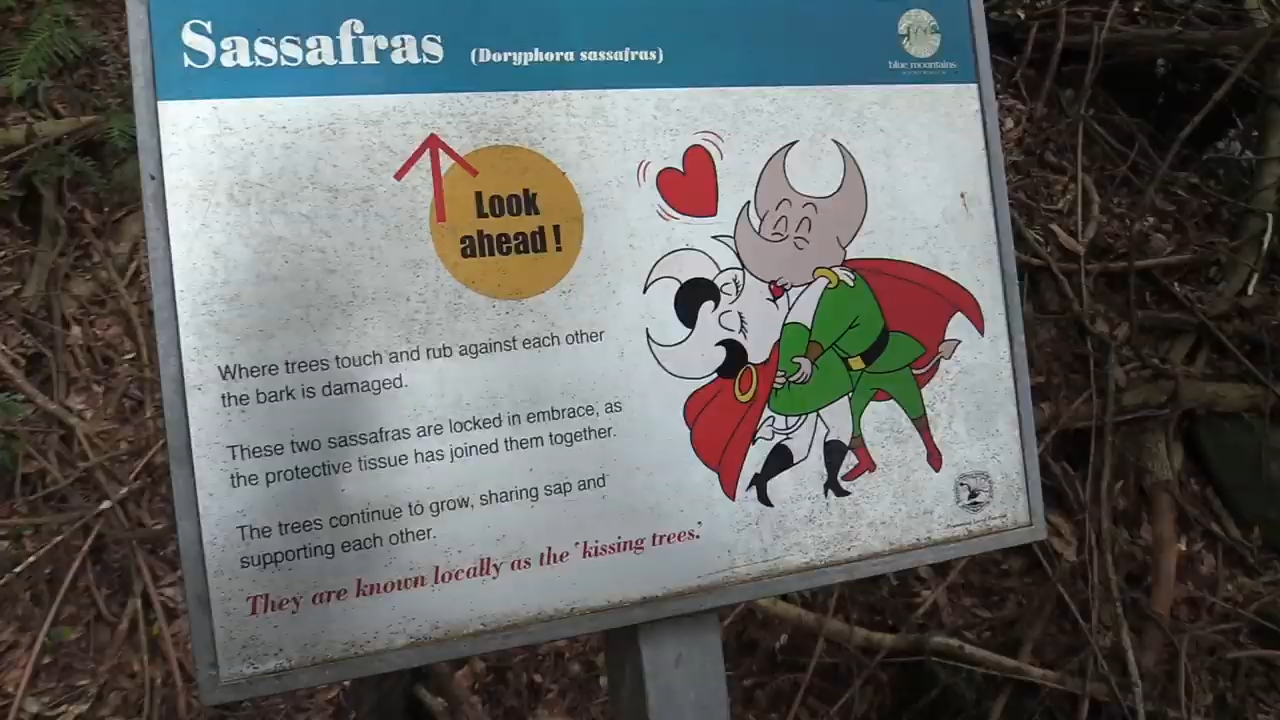 Sassafras (Doryphora sassafras)
blue mountains
Look
ahead !
Where trees touch and rub against each other
the bark is damaged.
These two sassafras are locked in embrace, as
the protective tissue has joined them together.
The trees continue to grow, sharing sap and
supporting each other.
They are known locally as the 'kissing trees.'